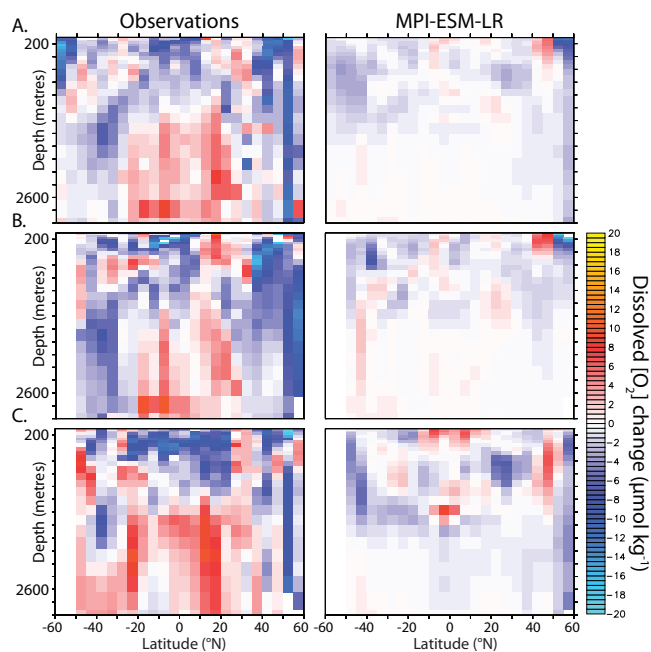 Observations MPI-ESM-LR
A.
200
Depth (metres)
2600
B.
200
Depth (metres)
2600
C.
200
Depth (metres)
2600
-60 -40 -20 0 20 40 60 -60 -40 -20 0 20 40 60
Latitude (°N) Latitude (°N)
20
18
16
14
12
10
8
6
4
2
0
-2
-4
-6
-8
-10
-12
-14
-16
-18
-20
Dissolved [O₂] change (μmol kg⁻¹)